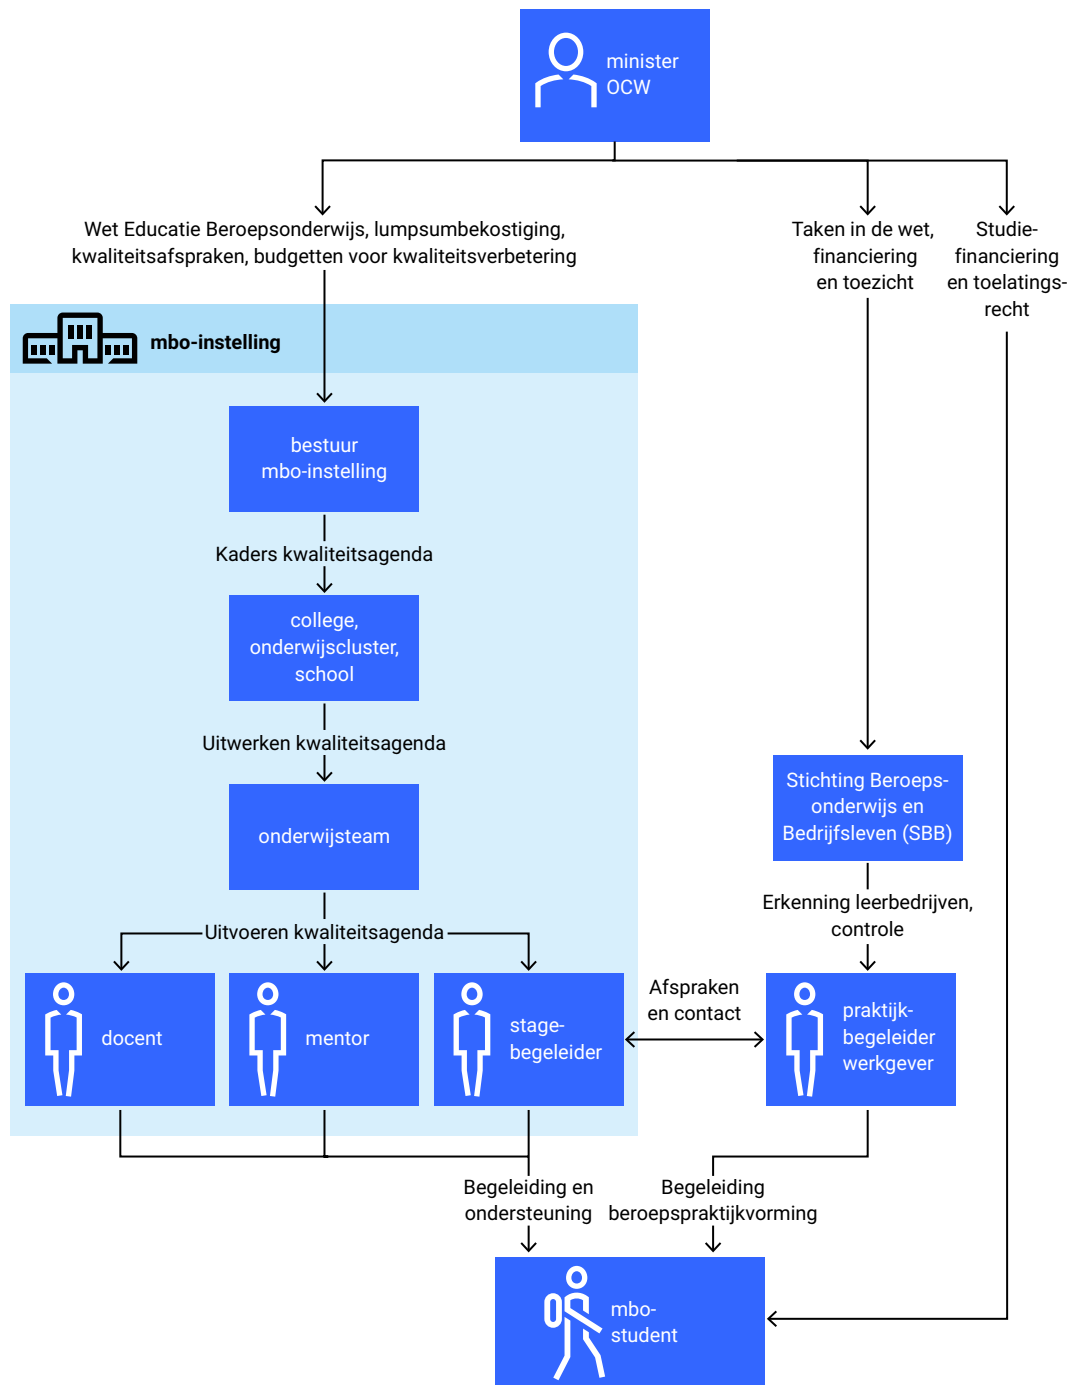 minister
OCW
Wet Educatie Beroepsonderwijs, lumpsumbekostiging,
kwaliteitsafspraken, budgetten voor kwaliteitsverbetering
Taken in de wet,
financiering
en toezicht
Studie-
financiering
en toelatings-
recht
mbo-instelling
bestuur
mbo-instelling
Kaders kwaliteitsagenda
college,
onderwijscluster,
school
Uitwerken kwaliteitsagenda
onderwijsteam
Stichting Beroeps-
onderwijs en
Bedrijfsleven (SBB)
Erkenning leerbedrijven,
controle
Uitvoeren kwaliteitsagenda
docent
mentor
stage-
begeleider
Afspraken
en contact
praktijk-
begeleider
werkgever
Begeleiding en
ondersteuning
Begeleiding
beroepspraktijkvorming
mbo-
student